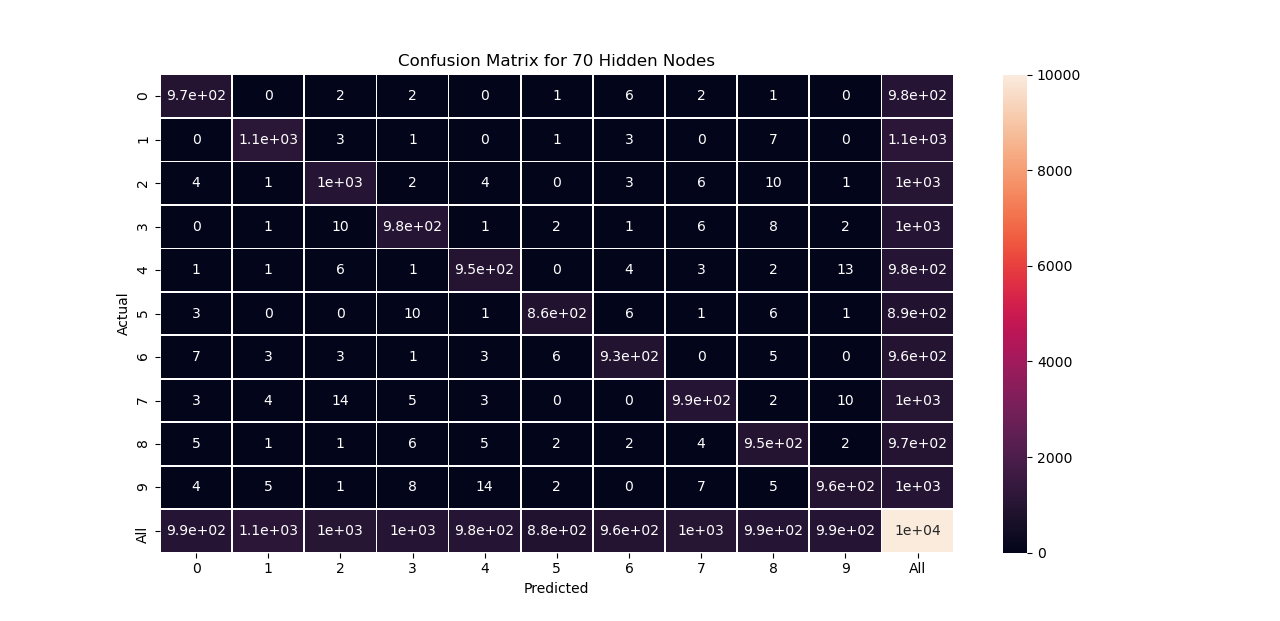 Confusion Matrix for 70 Hidden Nodes
0 9.7e+02 0 2 2 0 1 6 2 1 0 9.8e+02
1 0 1.1e+03 3 1 0 1 3 0 7 0 1.1e+03
2 4 1 1e+03 2 4 0 3 6 10 1 1e+03
3 0 1 10 9.8e+02 1 2 1 6 8 2 1e+03
4 1 1 6 1 9.5e+02 0 4 3 2 13 9.8e+02
5 3 0 0 10 1 8.6e+02 6 1 6 1 8.9e+02
6 7 3 3 1 3 6 9.3e+02 0 5 0 9.6e+02
7 3 4 14 5 3 0 0 9.9e+02 2 10 1e+03
8 5 1 1 6 5 2 2 4 9.5e+02 2 9.7e+02
9 4 5 1 8 14 2 0 7 5 9.6e+02 1e+03
All 9.9e+02 1.1e+03 1e+03 1e+03 9.8e+02 8.8e+02 9.6e+02 1e+03 9.9e+02 9.9e+02 1e+04
0 1 2 3 4 5 6 7 8 9 All
Predicted
Actual
10000
8000
6000
4000
2000
0